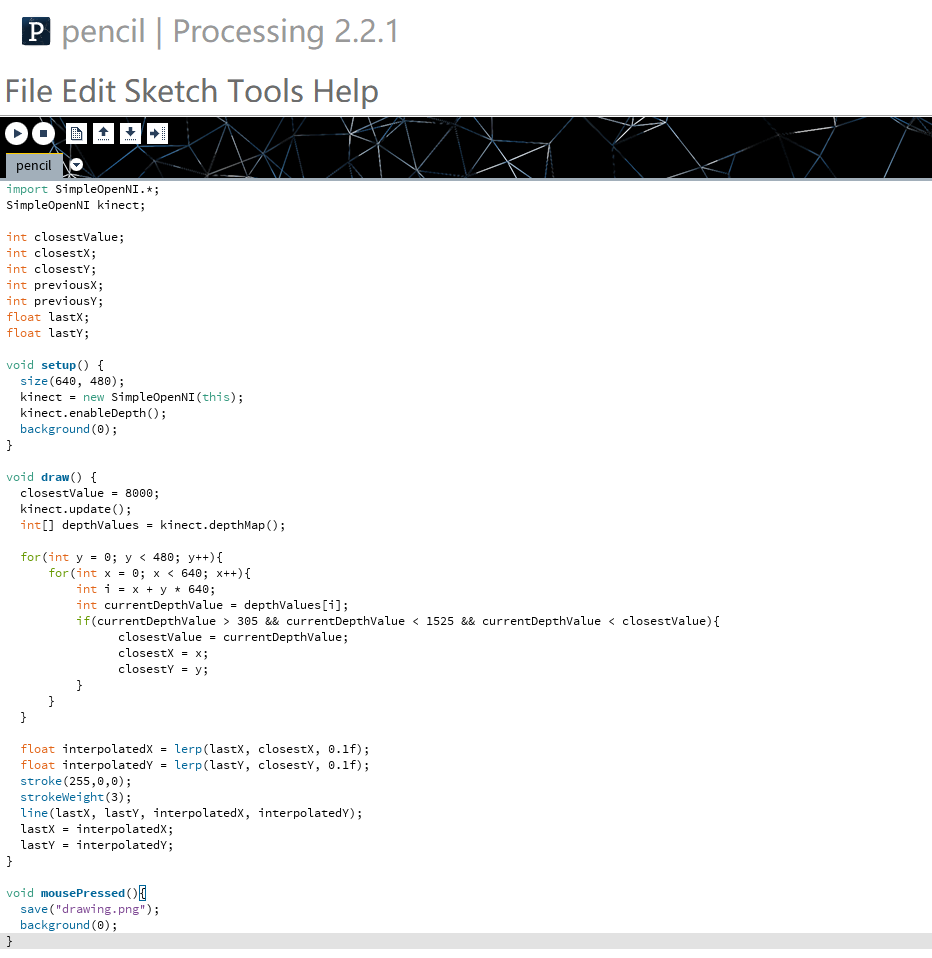 P pencil | Processing 2.2.1
File Edit Sketch Tools Help
pencil
import SimpleOpenNI.*;
SimpleOpenNI kinect;

int closestValue;
int closestX;
int closestY;
int previousX;
int previousY;
float lastX;
float lastY;

void setup() {
  size(640, 480);
  kinect = new SimpleOpenNI(this);
  kinect.enableDepth();
  background(0);
}

void draw() {
  closestValue = 8000;
  kinect.update();
  int[] depthValues = kinect.depthMap();

  for(int y = 0; y < 480; y++){
      for(int x = 0; x < 640; x++){
          int i = x + y * 640;
          int currentDepthValue = depthValues[i];
          if(currentDepthValue > 305 && currentDepthValue < 1525 && currentDepthValue < closestValue){
                closestValue = currentDepthValue;
                closestX = x;
                closestY = y;
          }
      }
  }

  float interpolatedX = lerp(lastX, closestX, 0.1f);
  float interpolatedY = lerp(lastY, closestY, 0.1f);
  stroke(255,0,0);
  strokeWeight(3);
  line(lastX, lastY, interpolatedX, interpolatedY);
  lastX = interpolatedX;
  lastY = interpolatedY;
}

void mousePressed(){
  save("drawing.png");
  background(0);
}